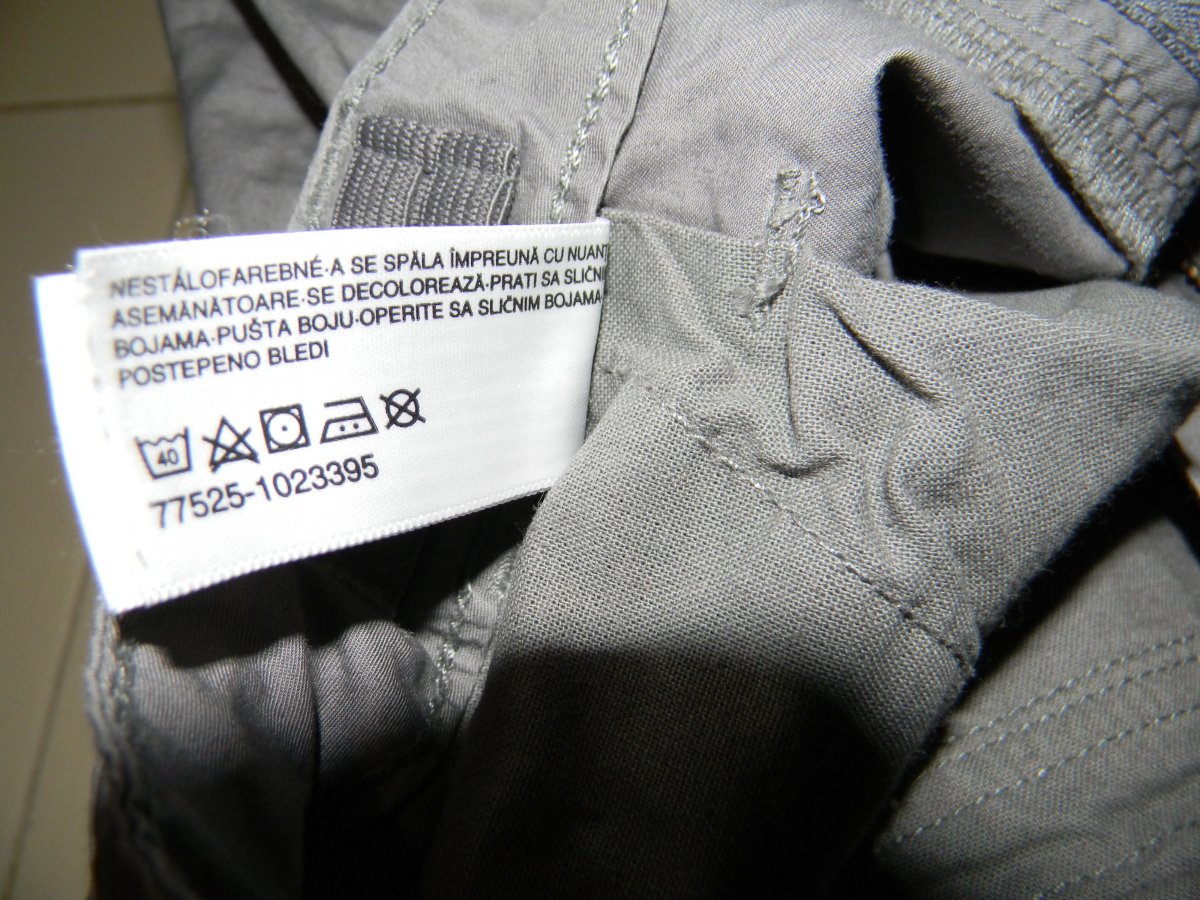 NESTÁLOFAREBNÉ·A SE SPĂLA ÎMPREUNĂ CU NUANT
ASEMĂNĂTOARE·SE DECOLOREAZĂ·PRATI SA SLIČNIM
BOJAMA·PUŠTA BOJU·OPERITE SA SLIČNIM BOJAMA
POSTEPENO BLEDI
40
77525-1023395